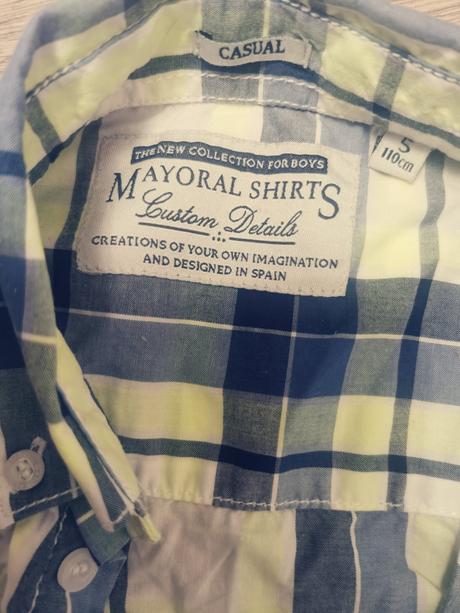 CASUAL
5
110cm
THE NEW COLLECTION FOR BOYS
MAYORAL SHIRTS
Custom Details
CREATIONS OF YOUR OWN IMAGINATION
AND DESIGNED IN SPAIN